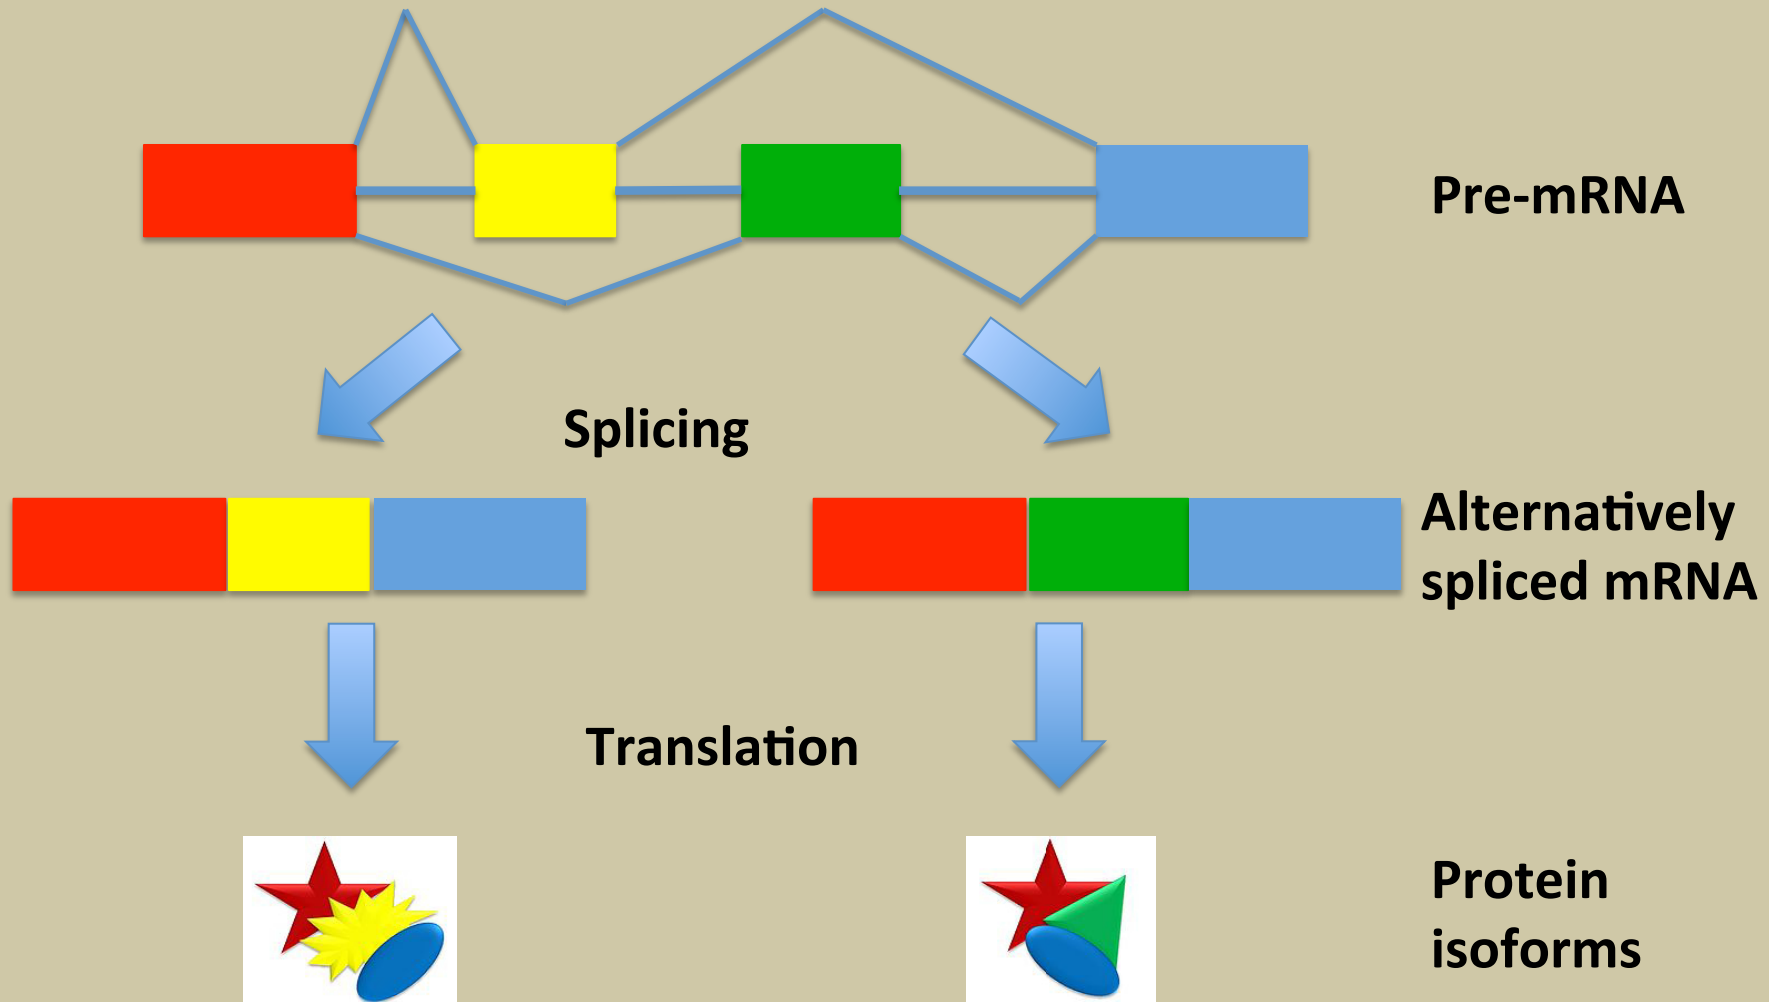 Pre-mRNA
Splicing
Alternatively
spliced mRNA
Translation
Protein
isoforms